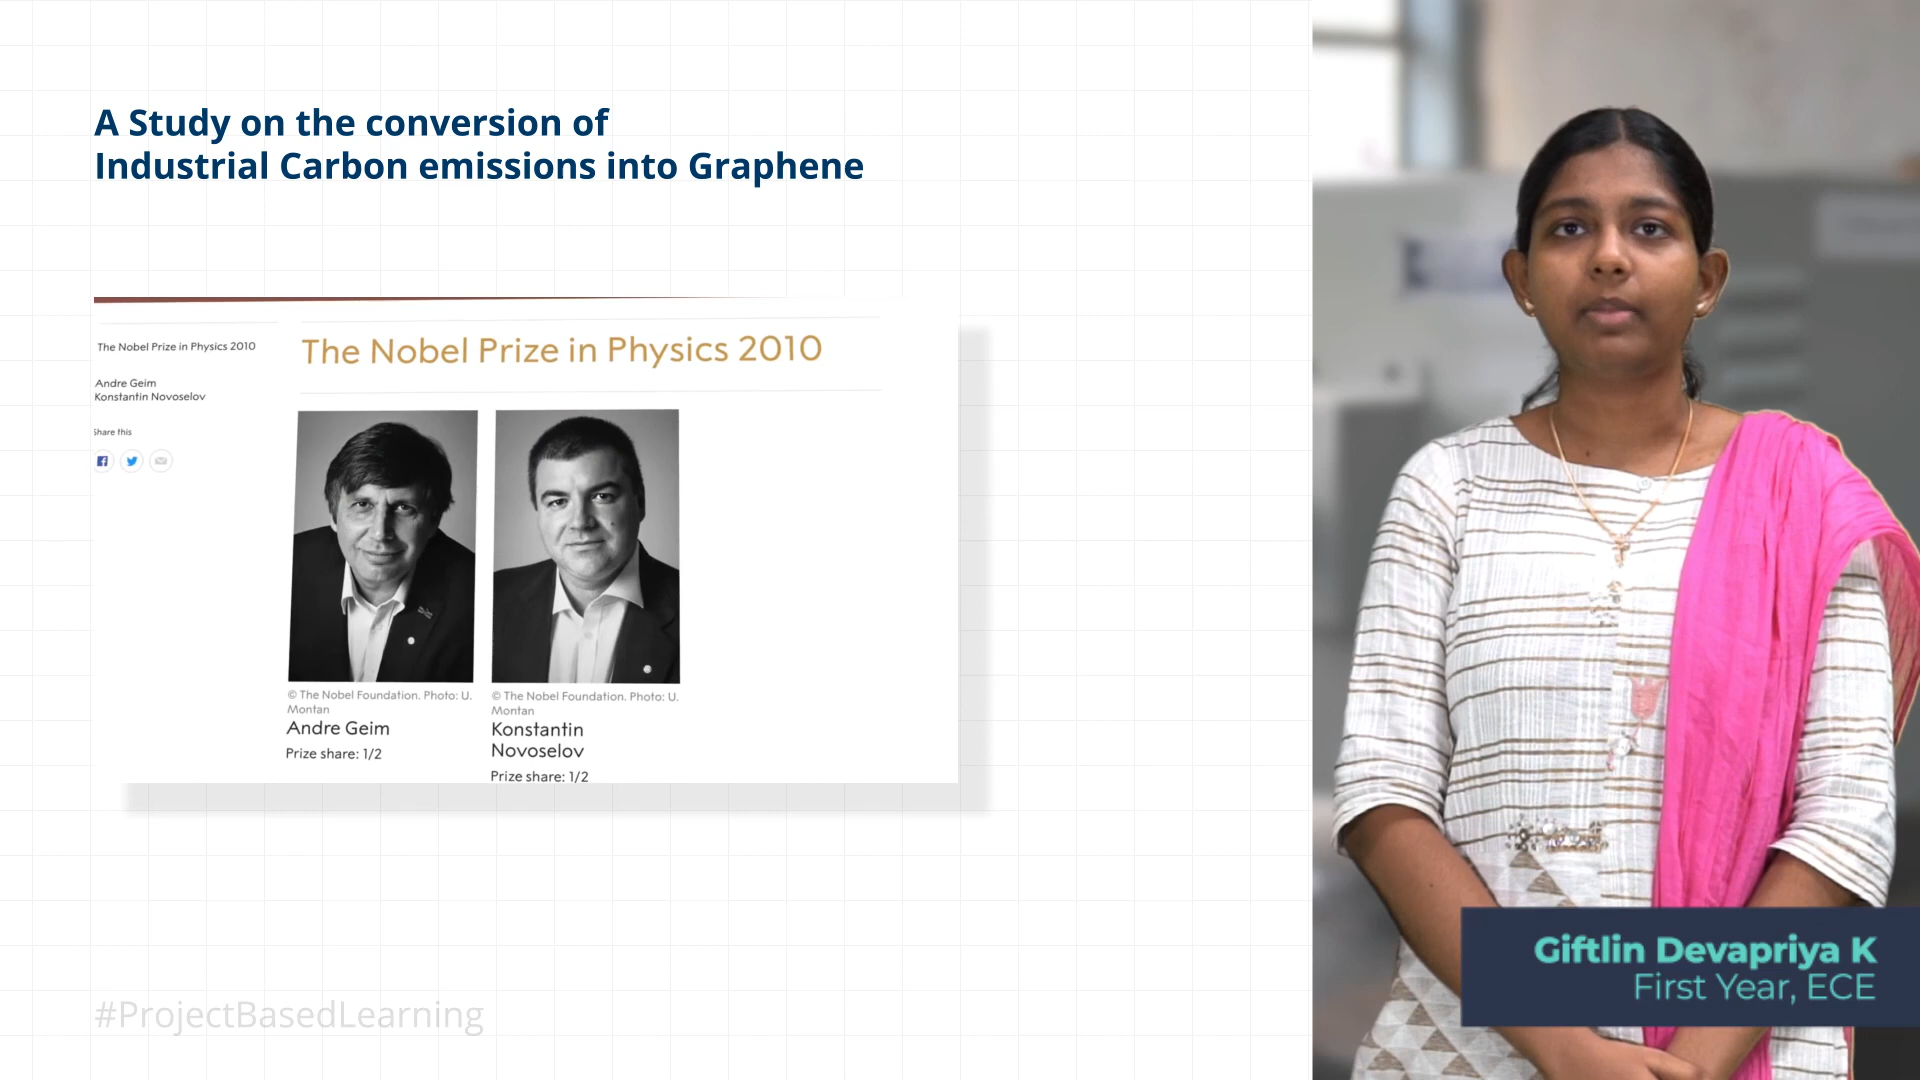 A Study on the conversion of
Industrial Carbon emissions into Graphene
The Nobel Prize in Physics 2010
Andre Geim
Konstantin Novoselov
Share this
The Nobel Prize in Physics 2010
© The Nobel Foundation. Photo: U.
Montan
Andre Geim
Prize share: 1/2
© The Nobel Foundation. Photo: U.
Montan
Konstantin
Novoselov
Prize share: 1/2
Giftlin Devapriya K
First Year, ECE
#ProjectBasedLearning